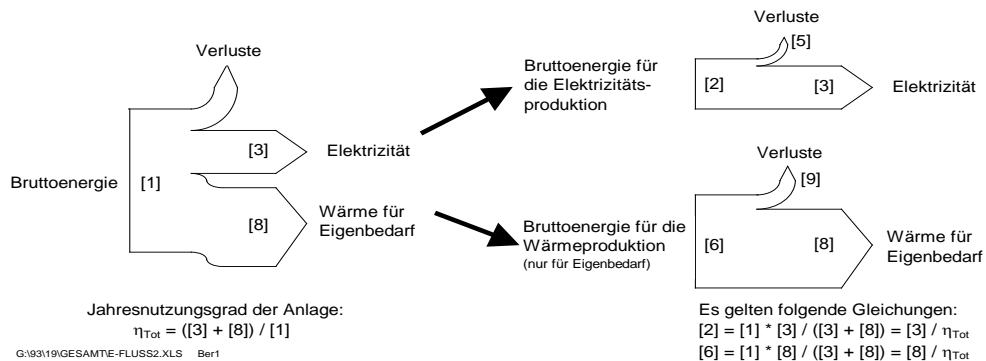 Verluste
[3]
Elektrizität
Bruttoenergie
[1]
[8]
Wärme für
Eigenbedarf
Jahresnutzungsgrad der Anlage:
ηTot = ([3] + [8]) / [1]
G:\93\19\GESAMT\E-FLUSS2.XLS Ber1
Bruttoenergie für
die Elektrizitäts-
produktion
Verluste
[5]
[2]
[3]
Elektrizität
Bruttoenergie für die
Wärmeproduktion
(nur für Eigenbedarf)
Verluste
[9]
[6]
[8]
Wärme für
Eigenbedarf
Es gelten folgende Gleichungen:
[2] = [1] * [3] / ([3] + [8]) = [3] / ηTot
[6] = [1] * [8] / ([3] + [8]) = [8] / ηTot